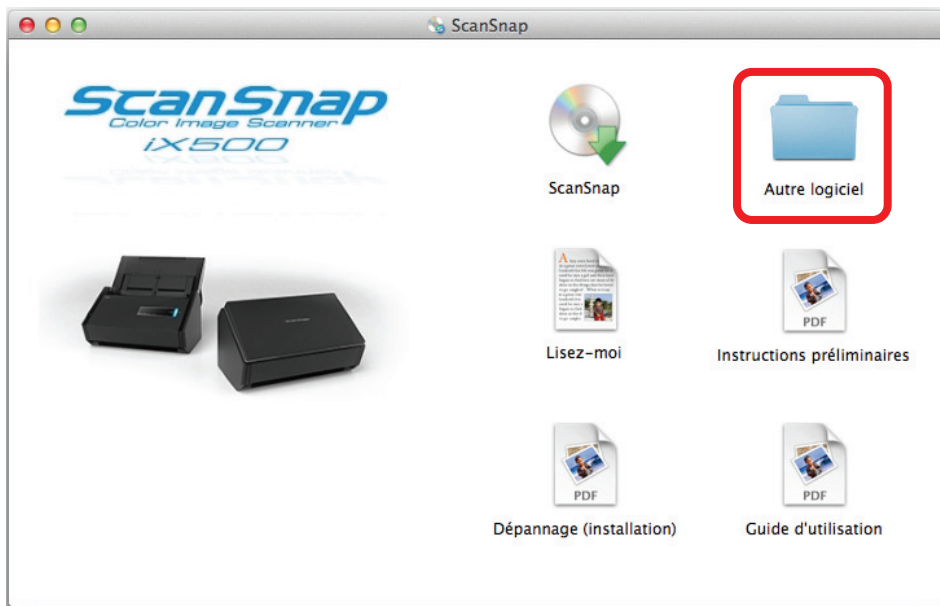 ScanSnap
ScanSnap
Color Image Scanner
iX500
ScanSnap
Autre logiciel
Lisez-moi
PDF
Instructions préliminaires
PDF
Dépannage (installation)
PDF
Guide d'utilisation